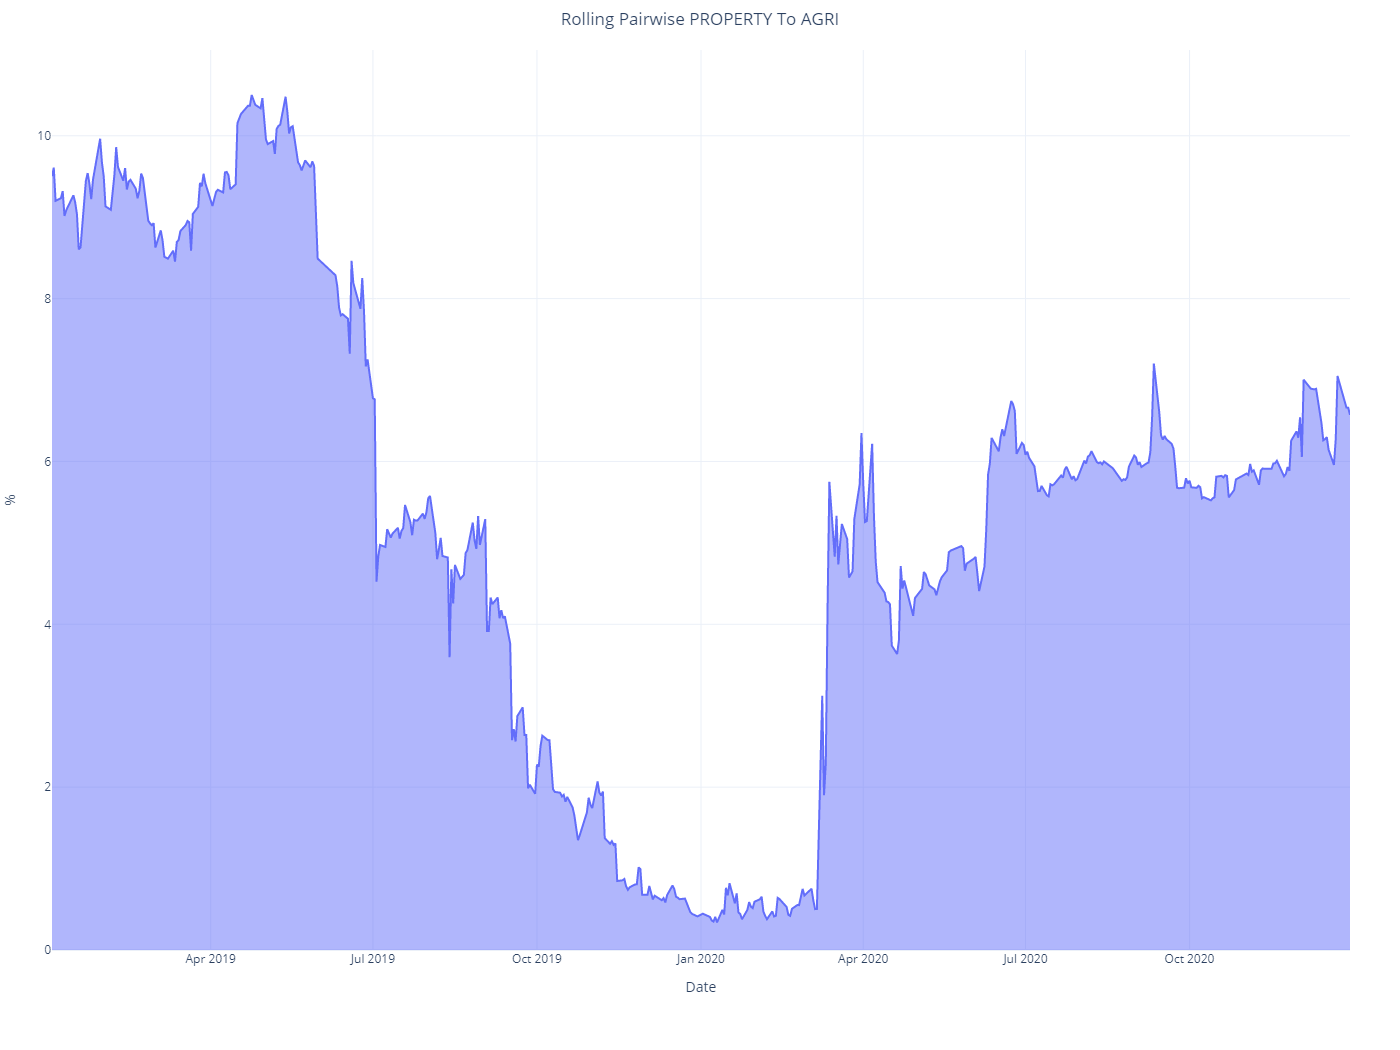 Rolling Pairwise PROPERTY To AGRI
10
8
6
4
2
0
%
Apr 2019
Jul 2019
Oct 2019
Jan 2020
Apr 2020
Jul 2020
Oct 2020
Date